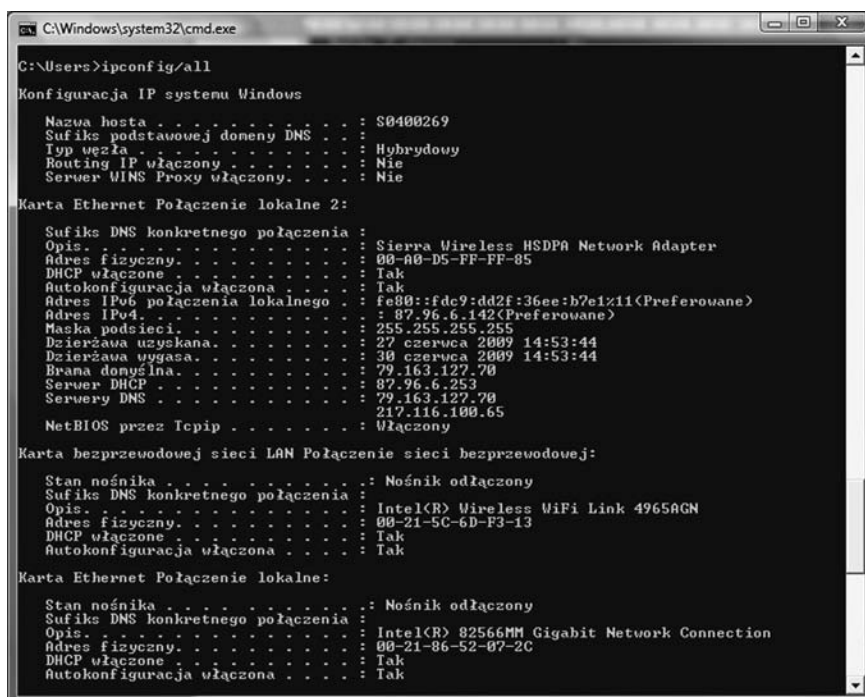 C:\Windows\system32\cmd.exe
C:\Users>ipconfig/all
Konfiguracja IP systemu Windows
Nazwa hosta . . . . . . . . . . . : S0400269
Sufiks podstawowej domeny DNS . . :
Typ węzła . . . . . . . . . . . . : Hybrydowy
Routing IP włączony . . . . . . . : Nie
Serwer WINS Proxy włączony. . . . : Nie
Karta Ethernet Połączenie lokalne 2:
Sufiks DNS konkretnego połączenia :
Opis. . . . . . . . . . . . . . . : Sierra Wireless HSDPA Network Adapter
Adres fizyczny. . . . . . . . . . : 00-A0-D5-FF-FF-85
DHCP włączone . . . . . . . . . . : Tak
Autokonfiguracja włączona . . . . : Tak
Adres IPv6 połączenia lokalnego . : fe80::fdc9:dd2f:36ee:b7e1%11(Preferowane)
Adres IPv4. . . . . . . . . . . . . : 87.96.6.142(Preferowane)
Maska podsieci. . . . . . . . . . : 255.255.255.255
Dzierżawa uzyskana. . . . . . . . : 27 czerwca 2009 14:53:44
Dzierżawa wygasa. . . . . . . . . : 30 czerwca 2009 14:53:44
Brama domyślna. . . . . . . . . . : 79.163.127.70
Serwer DHCP . . . . . . . . . . . : 87.96.6.253
Serwery DNS . . . . . . . . . . . : 79.163.127.70
217.116.100.65
NetBIOS przez Tcpip . . . . . . . : Włączony
Karta bezprzewodowej sieci LAN Połączenie sieci bezprzewodowej:
Stan nośnika . . . . . . . . . . .: Nośnik odłączony
Sufiks DNS konkretnego połączenia :
Opis. . . . . . . . . . . . . . . : Intel(R) Wireless WiFi Link 4965AGN
Adres fizyczny. . . . . . . . . . : 00-21-5C-6D-F3-13
DHCP włączone . . . . . . . . . . : Tak
Autokonfiguracja włączona . . . . : Tak
Karta Ethernet Połączenie lokalne:
Stan nośnika . . . . . . . . . . .: Nośnik odłączony
Sufiks DNS konkretnego połączenia :
Opis. . . . . . . . . . . . . . . : Intel(R) 82566MM Gigabit Network Connection
Adres fizyczny. . . . . . . . . . : 00-21-86-52-07-2C
DHCP włączone . . . . . . . . . . : Tak
Autokonfiguracja włączona . . . . : Tak